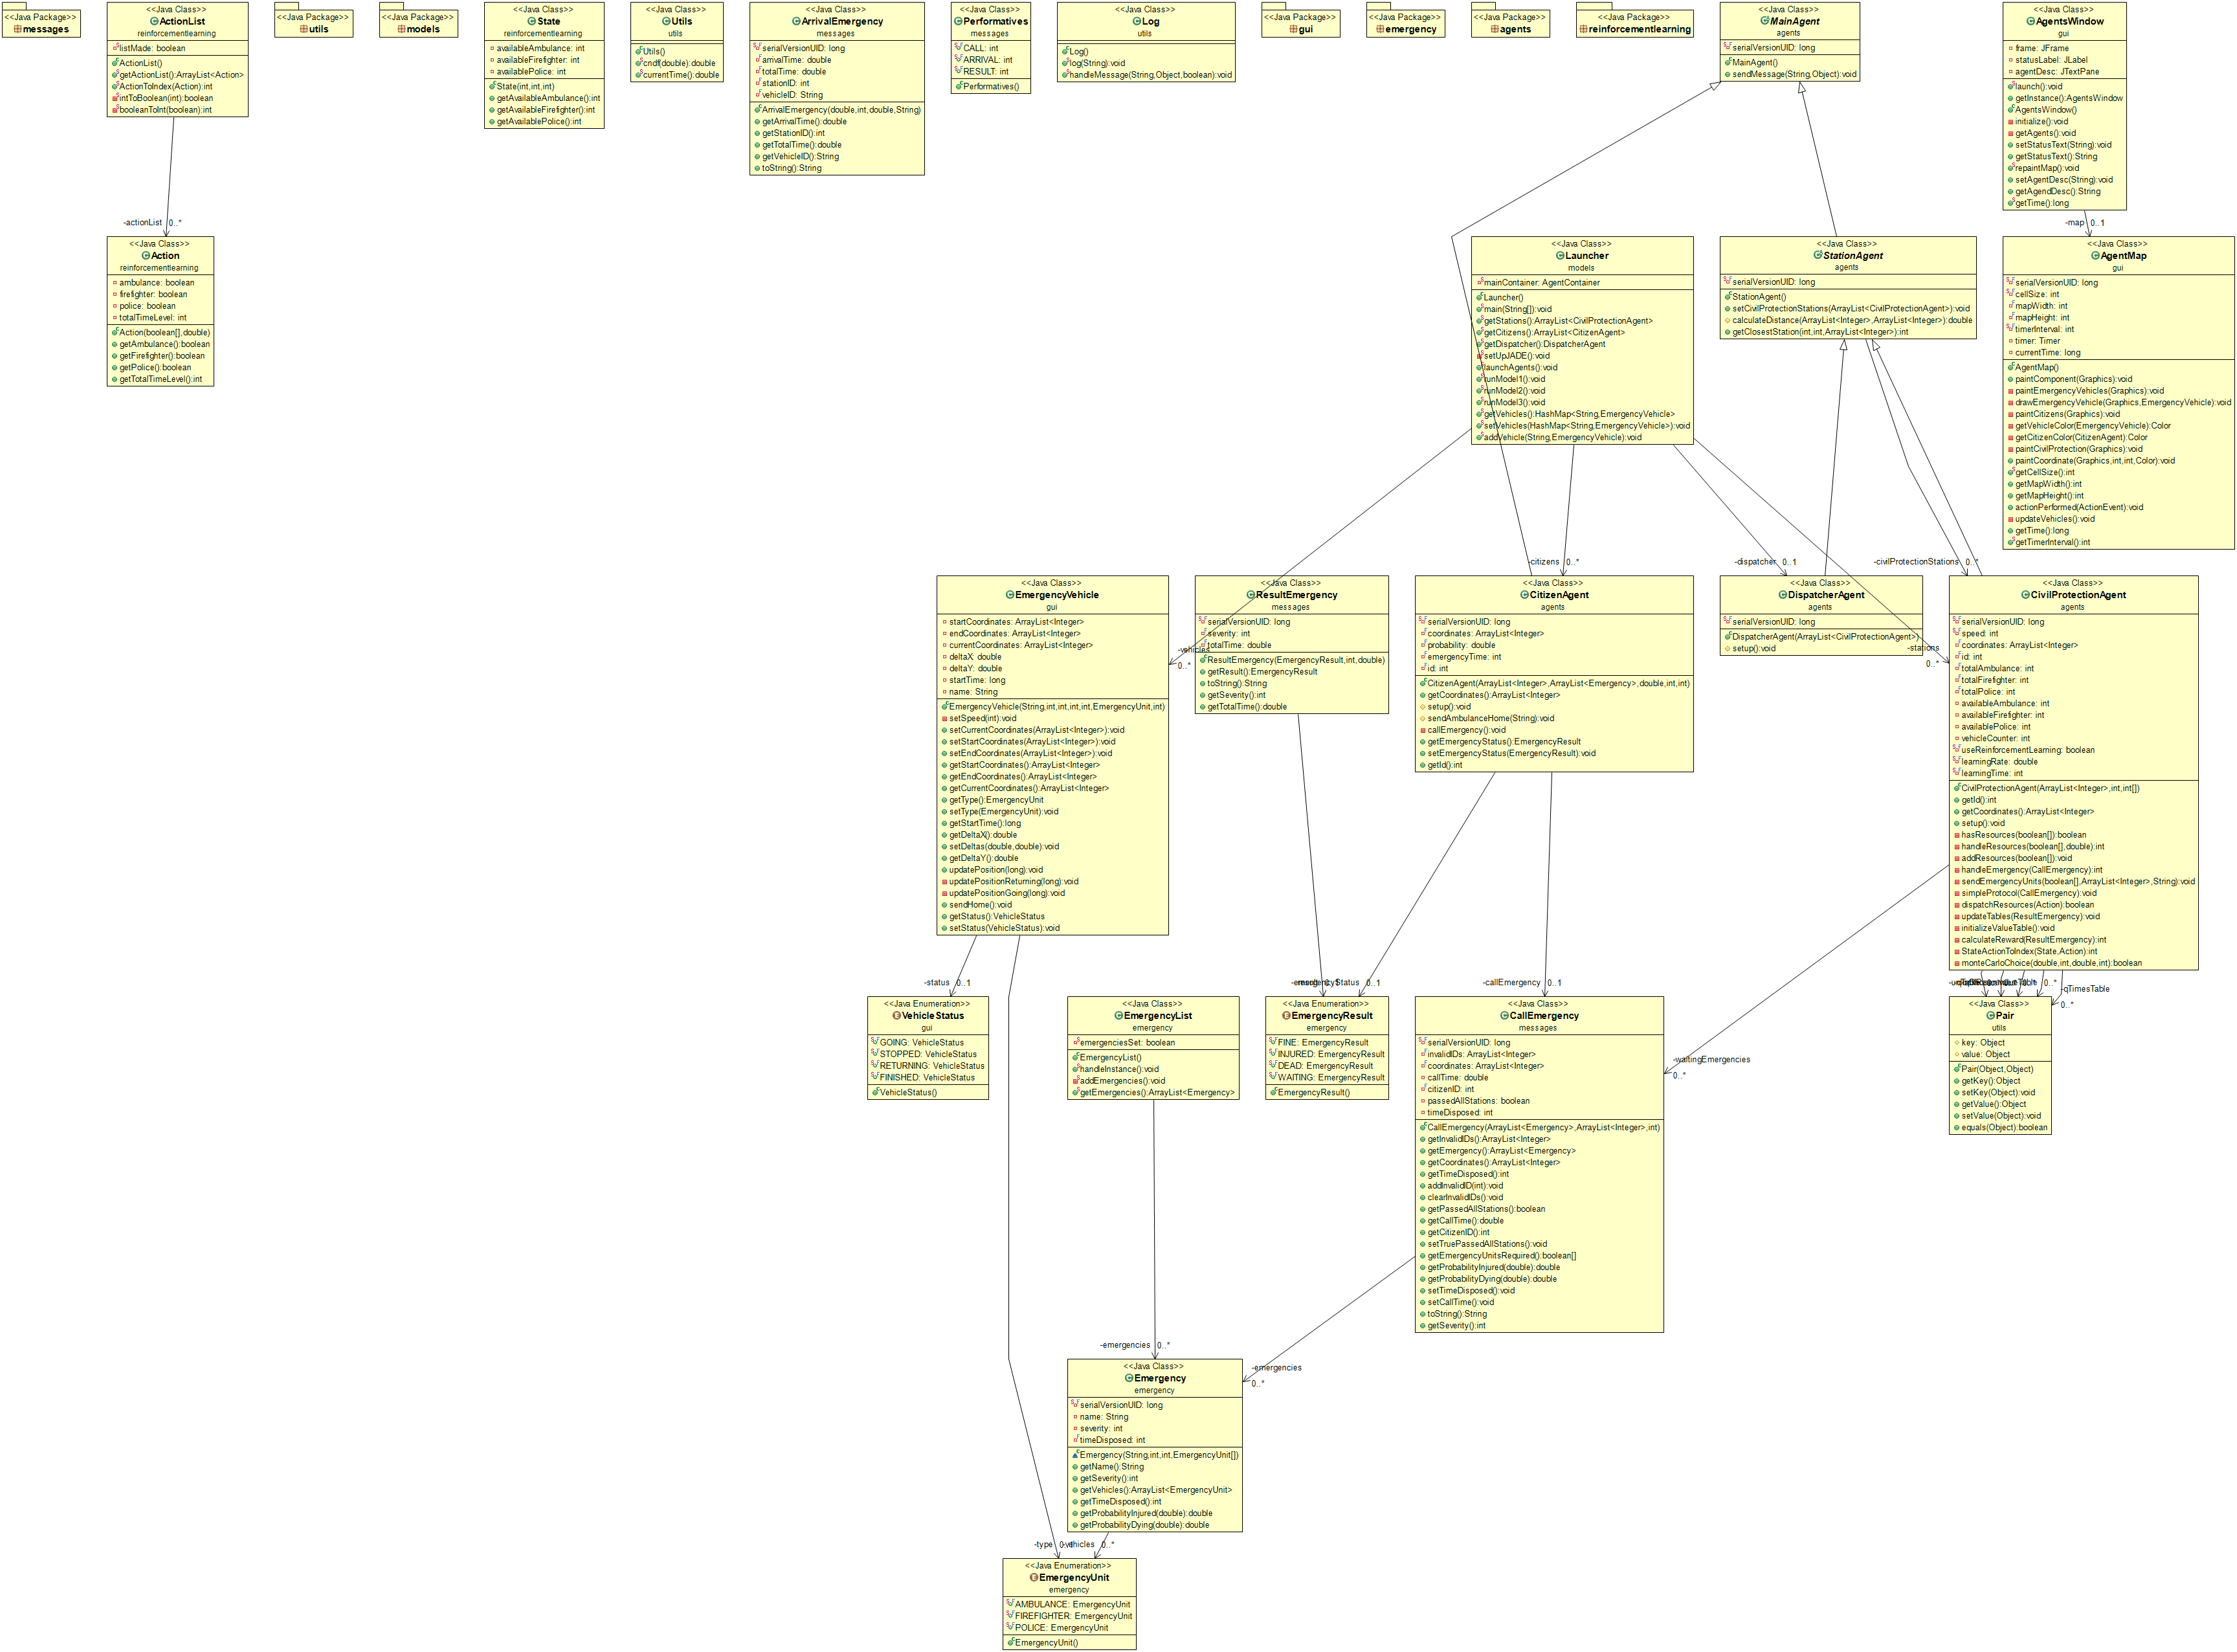 <<Java Package>>
messages
<<Java Class>>
ActionList
reinforcementlearning
listMade: boolean
ActionList()
getActionList():ArrayList<Action>
ActionToIndex(Action):int
intToBoolean(int):boolean
booleanToInt(boolean):int
<<Java Package>>
utils
<<Java Package>>
models
<<Java Class>>
State
reinforcementlearning
availableAmbulance: int
availableFirefighter: int
availablePolice: int
State(int,int,int)
getAvailableAmbulance():int
getAvailableFirefighter():int
getAvailablePolice():int
<<Java Class>>
Utils
utils
Utils()
cndf(double):double
currentTime():double
<<Java Class>>
ArrivalEmergency
messages
serialVersionUID: long
arrivalTime: double
totalTime: double
stationID: int
vehicleID: String
ArrivalEmergency(double,int,double,String)
getArrivalTime():double
getStationID():int
getTotalTime():double
getVehicleID():String
toString():String
<<Java Class>>
Performatives
messages
CALL: int
ARRIVAL: int
RESULT: int
Performatives()
<<Java Class>>
Log
utils
Log()
log(String):void
handleMessage(String,Object,boolean):void
<<Java Package>>
gui
<<Java Package>>
emergency
<<Java Package>>
agents
<<Java Package>>
reinforcementlearning
<<Java Class>>
MainAgent
agents
serialVersionUID: long
MainAgent()
sendMessage(String,Object):void
<<Java Class>>
AgentsWindow
gui
frame: JFrame
statusLabel: JLabel
agentDesc: JTextPane
launch():void
getInstance():AgentsWindow
AgentsWindow()
initialize():void
getAgents():void
setStatusText(String):void
getStatusText():String
repaintMap():void
setAgentDesc(String):void
getAgendDesc():String
getTime():long
-actionList 0..*
-map 0..1
<<Java Class>>
Action
reinforcementlearning
ambulance: boolean
firefighter: boolean
police: boolean
totalTimeLevel: int
Action(boolean[],double)
getAmbulance():boolean
getFirefighter():boolean
getPolice():boolean
getTotalTimeLevel():int
<<Java Class>>
Launcher
models
mainContainer: AgentContainer
Launcher()
main(String[]):void
getStations():ArrayList<CivilProtectionAgent>
getCitizens():ArrayList<CitizenAgent>
getDispatcher():DispatcherAgent
setUpJADE():void
launchAgents():void
runModel1():void
runModel2():void
runModel3():void
getVehicles():HashMap<String,EmergencyVehicle>
setVehicles(HashMap<String,EmergencyVehicle>):void
addVehicle(String,EmergencyVehicle):void
<<Java Class>>
StationAgent
agents
serialVersionUID: long
StationAgent()
setCivilProtectionStations(ArrayList<CivilProtectionAgent>):void
calculateDistance(ArrayList<Integer>,ArrayList<Integer>):double
getClosestStation(int,int,ArrayList<Integer>):int
<<Java Class>>
AgentMap
gui
serialVersionUID: long
cellSize: int
mapWidth: int
mapHeight: int
timerInterval: int
timer: Timer
currentTime: long
AgentMap()
paintComponent(Graphics):void
paintEmergencyVehicles(Graphics):void
drawEmergencyVehicle(Graphics,EmergencyVehicle):void
paintCitizens(Graphics):void
getVehicleColor(EmergencyVehicle):Color
getCitizenColor(CitizenAgent):Color
paintCivilProtection(Graphics):void
paintCoordinate(Graphics,int,int,Color):void
getCellSize():int
getMapWidth():int
getMapHeight():int
actionPerformed(ActionEvent):void
updateVehicles():void
getTime():long
getTimerInterval():int
-citizens 0..*
-dispatcher 0..1
-civilProtectionStations 0..*
<<Java Class>>
EmergencyVehicle
gui
startCoordinates: ArrayList<Integer>
endCoordinates: ArrayList<Integer>
currentCoordinates: ArrayList<Integer>
deltaX: double
deltaY: double
startTime: long
name: String
EmergencyVehicle(String,int,int,int,int,EmergencyUnit,int)
setSpeed(int):void
setCurrentCoordinates(ArrayList<Integer>):void
setStartCoordinates(ArrayList<Integer>):void
setEndCoordinates(ArrayList<Integer>):void
getStartCoordinates():ArrayList<Integer>
getEndCoordinates():ArrayList<Integer>
getCurrentCoordinates():ArrayList<Integer>
getType():EmergencyUnit
setType(EmergencyUnit):void
getStartTime():long
getDeltaX():double
setDeltas(double,double):void
getDeltaY():double
updatePosition(long):void
updatePositionReturning(long):void
updatePositionGoing(long):void
sendHome():void
getStatus():VehicleStatus
setStatus(VehicleStatus):void
-vehicles
0..*
<<Java Class>>
ResultEmergency
messages
serialVersionUID: long
severity: int
totalTime: double
ResultEmergency(EmergencyResult,int,double)
getResult():EmergencyResult
toString():String
getSeverity():int
getTotalTime():double
<<Java Class>>
CitizenAgent
agents
serialVersionUID: long
coordinates: ArrayList<Integer>
probability: double
emergencyTime: int
id: int
CitizenAgent(ArrayList<Integer>,ArrayList<Emergency>,double,int,int)
getCoordinates():ArrayList<Integer>
setup():void
sendAmbulanceHome(String):void
callEmergency():void
getEmergencyStatus():EmergencyResult
setEmergencyStatus(EmergencyResult):void
getId():int
<<Java Class>>
DispatcherAgent
agents
serialVersionUID: long
DispatcherAgent(ArrayList<CivilProtectionAgent>)
setup():void
-stations
0..*
<<Java Class>>
CivilProtectionAgent
agents
serialVersionUID: long
speed: int
coordinates: ArrayList<Integer>
id: int
totalAmbulance: int
totalFirefighter: int
totalPolice: int
availableAmbulance: int
availableFirefighter: int
availablePolice: int
vehicleCounter: int
useReinforcementLearning: boolean
learningRate: double
learningTime: int
CivilProtectionAgent(ArrayList<Integer>,int,int[])
getId():int
getCoordinates():ArrayList<Integer>
setup():void
hasResources(boolean[]):boolean
handleResources(boolean[],double):int
addResources(boolean[]):void
handleEmergency(CallEmergency):int
sendEmergencyUnits(boolean[],ArrayList<Integer>,String):void
simpleProtocol(CallEmergency):void
dispatchResources(Action):boolean
updateTables(ResultEmergency):void
initializeValueTable():void
calculateReward(ResultEmergency):int
StateActionToIndex(State,Action):int
monteCarloChoice(double,int,double,int):boolean
-status 0..1
0..1
-callEmergency 0..1
0..*
-qTimesTable
0..*
<<Java Enumeration>>
VehicleStatus
gui
GOING: VehicleStatus
STOPPED: VehicleStatus
RETURNING: VehicleStatus
FINISHED: VehicleStatus
VehicleStatus()
<<Java Class>>
EmergencyList
emergency
emergenciesSet: boolean
EmergencyList()
handleInstance():void
addEmergencies():void
getEmergencies():ArrayList<Emergency>
<<Java Enumeration>>
EmergencyResult
emergency
FINE: EmergencyResult
INJURED: EmergencyResult
DEAD: EmergencyResult
WAITING: EmergencyResult
EmergencyResult()
<<Java Class>>
CallEmergency
messages
serialVersionUID: long
invalidIDs: ArrayList<Integer>
coordinates: ArrayList<Integer>
callTime: double
citizenID: int
passedAllStations: boolean
timeDisposed: int
CallEmergency(ArrayList<Emergency>,ArrayList<Integer>,int)
getInvalidIDs():ArrayList<Integer>
getEmergency():ArrayList<Emergency>
getCoordinates():ArrayList<Integer>
getTimeDisposed():int
addInvalidID(int):void
clearInvalidIDs():void
getPassedAllStations():boolean
getCallTime():double
getCitizenID():int
setTruePassedAllStations():void
getEmergencyUnitsRequired():boolean[]
getProbabilityInjured(double):double
getProbabilityDying(double):double
setTimeDisposed():void
setCallTime():void
toString():String
getSeverity():int
-waitingEmergencies
0..*
<<Java Class>>
Pair
utils
key: Object
value: Object
Pair(Object,Object)
getKey():Object
setKey(Object):void
getValue():Object
setValue(Object):void
equals(Object):boolean
-emergencies 0..*
-emergencies
0..*
<<Java Class>>
Emergency
emergency
serialVersionUID: long
name: String
severity: int
timeDisposed: int
Emergency(String,int,int,EmergencyUnit[])
getName():String
getSeverity():int
getVehicles():ArrayList<EmergencyUnit>
getTimeDisposed():int
getProbabilityInjured(double):double
getProbabilityDying(double):double
-type
0..*
<<Java Enumeration>>
EmergencyUnit
emergency
AMBULANCE: EmergencyUnit
FIREFIGHTER: EmergencyUnit
POLICE: EmergencyUnit
EmergencyUnit()